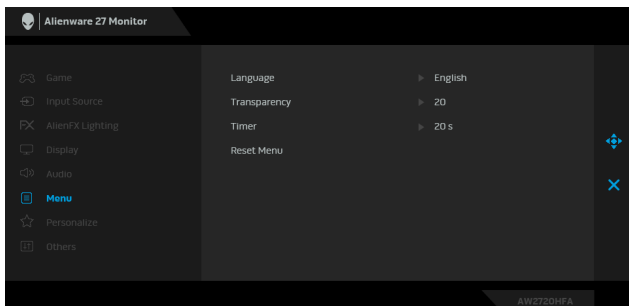 Alienware 27 Monitor
Game
Input Source
FX AlienFX Lighting
Display
Audio
Menu
Personalize
Others
Language English
Transparency 20
Timer 20 s
Reset Menu
AW2720HFA